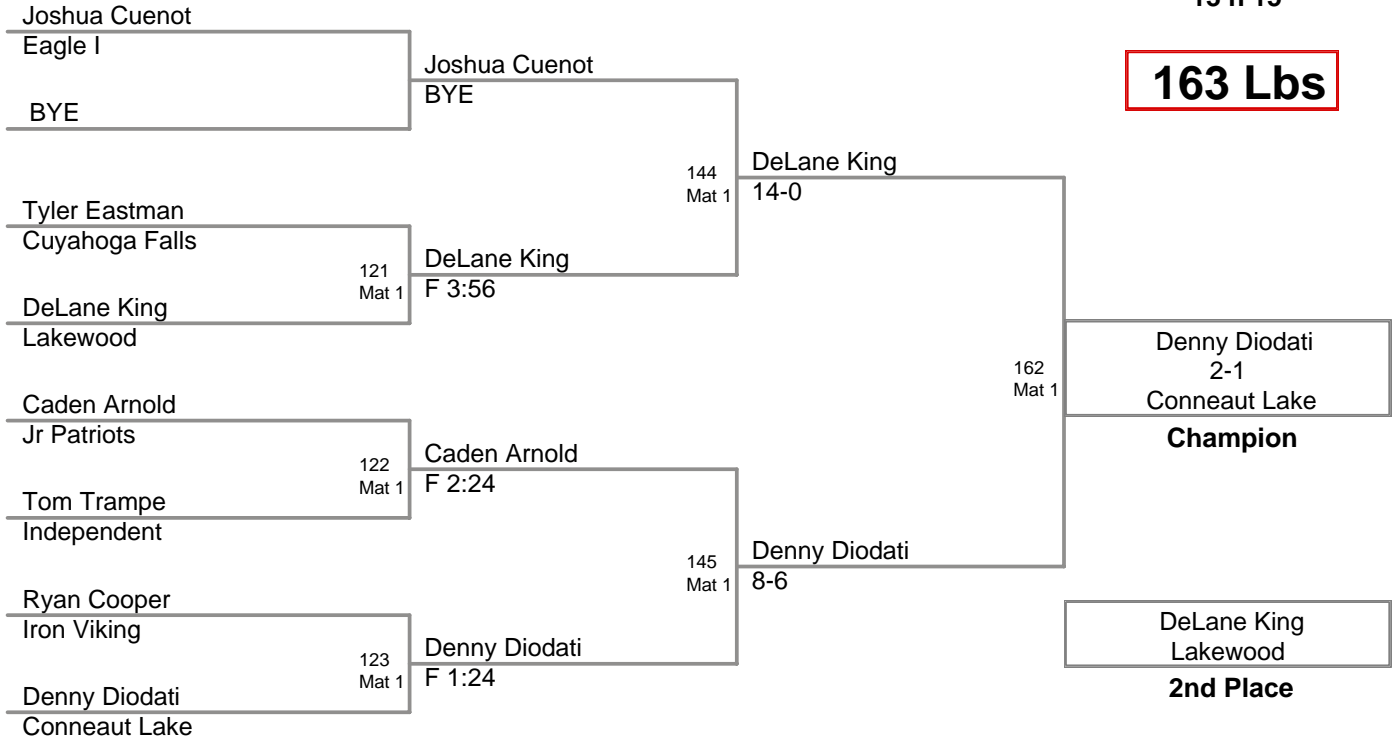 Joshua Cuenot
Eagle I
BYE
Tyler Eastman
Cuyahoga Falls
DeLane King
Lakewood
Caden Arnold
Jr Patriots
Tom Trampe
Independent
Ryan Cooper
Iron Viking
Denny Diodati
Conneaut Lake
Joshua Cuenot
BYE
121
Mat 1
DeLane King
F 3:56
122
Mat 1
Caden Arnold
F 2:24
123
Mat 1
Denny Diodati
F 1:24
144
Mat 1
DeLane King
14-0
145
Mat 1
Denny Diodati
8-6
162
Mat 1
163 Lbs
Denny Diodati
2-1
Conneaut Lake
Champion
DeLane King
Lakewood
2nd Place